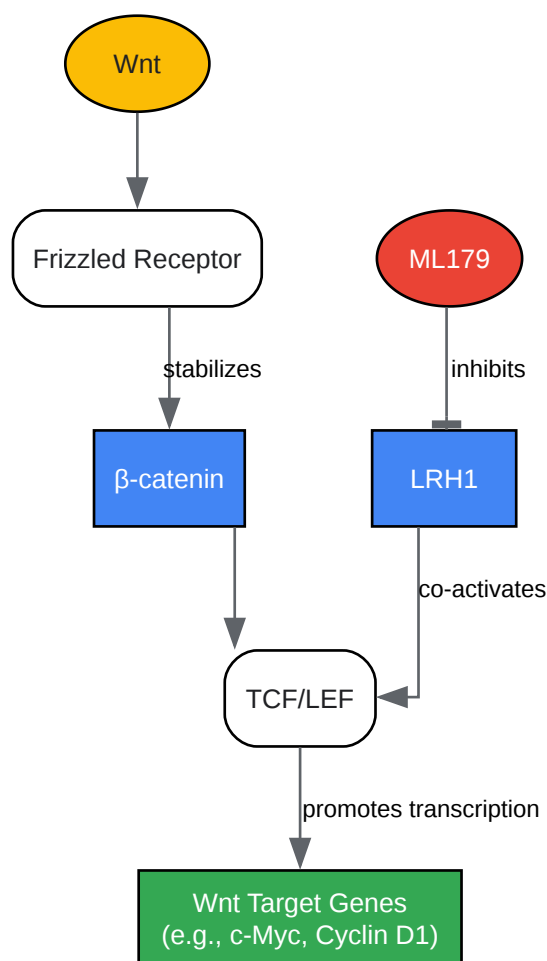 Wnt
Frizzled Receptor
ML179
stabilizes
inhibits
β-catenin
LRH1
co-activates
TCF/LEF
promotes transcription
Wnt Target Genes
(e.g., c-Myc, Cyclin D1)